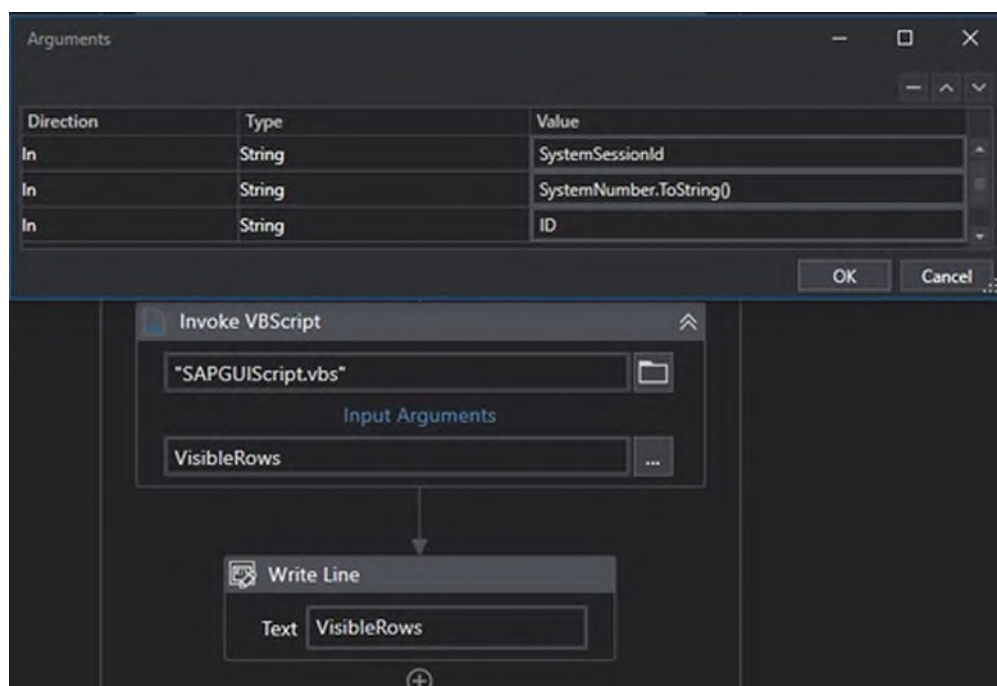 Arguments
Direction Type Value
In String SystemSessionId
In String SystemNumber.ToString()
In String ID
OK Cancel
Invoke VBScript
"SAPGUIScript.vbs"
Input Arguments
VisibleRows ...
Write Line
Text VisibleRows